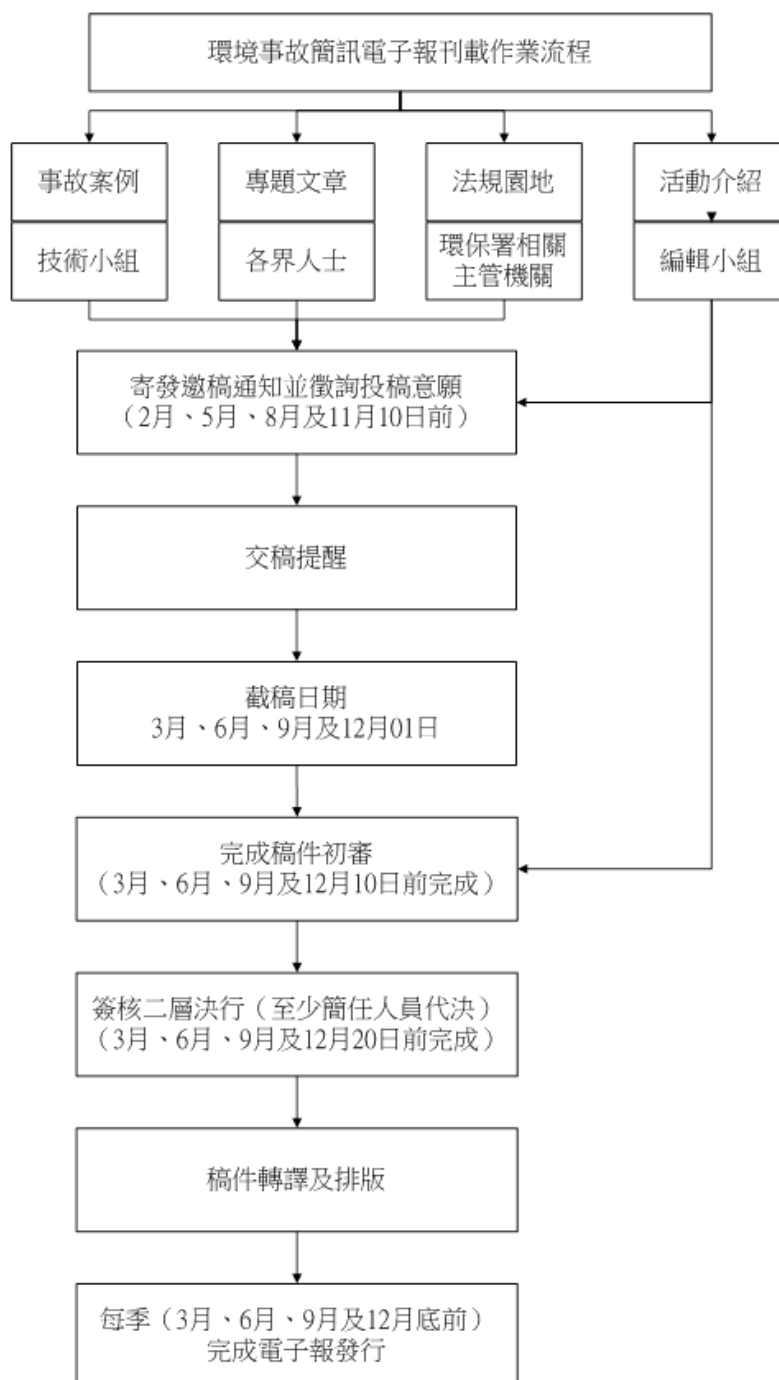 環境事故簡訊電子報刊載作業流程
事故案例
專題文章
法規園地
活動介紹
技術小組
各界人士
環保署相關
主管機關
編輯小組
寄發邀稿通知並徵詢投稿意願
（2月、5月、8月及11月10日前）
交稿提醒
截稿日期
3月、6月、9月及12月01日
完成稿件初審
（3月、6月、9月及12月10日前完成）
簽核二層決行（至少簡任人員代決）
（3月、6月、9月及12月20日前完成）
稿件轉譯及排版
每季（3月、6月、9月及12月底前）
完成電子報發行